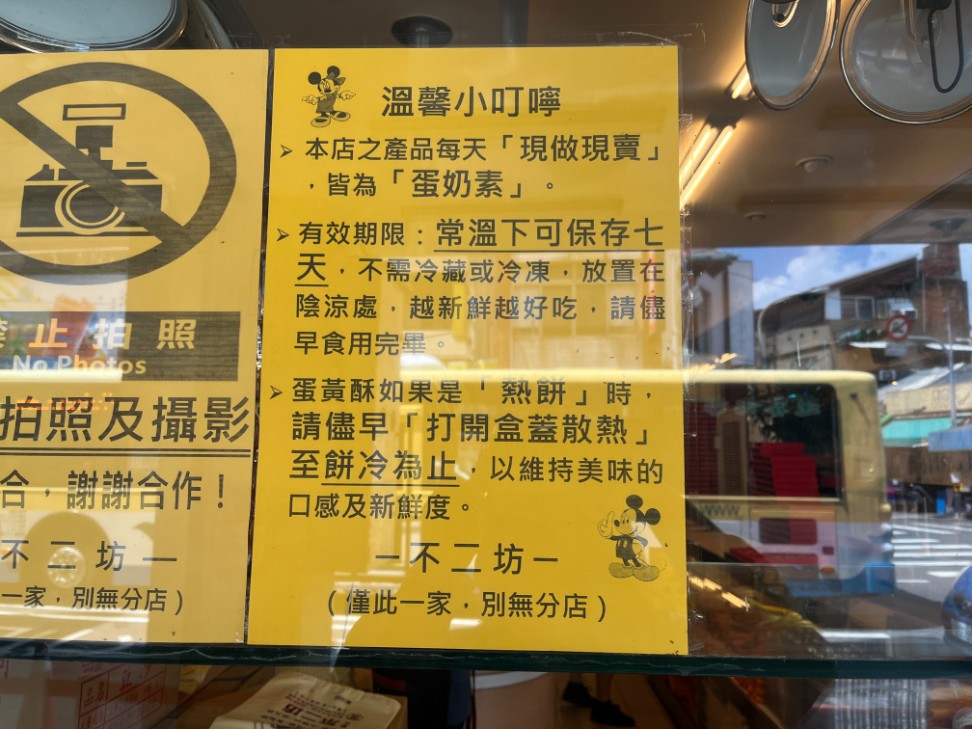 止拍照
No Photos
拍照及攝影
合，謝謝合作！
不二坊—
一家，別無分店)
溫馨小叮嚀
➢ 本店之產品每天「現做現賣」
，皆為「蛋奶素」。
➢ 有效期限：常溫下可保存七
天，不需冷藏或冷凍，放置在
陰涼處，越新鮮越好吃，請儘
早食用完畢。
➢ 蛋黃酥如果是「熱餅」時，
請儘早「打開盒蓋散熱」
至餅冷為止，以維持美味的
口感及新鮮度。
—不二坊—
(僅此一家，別無分店)
WWW